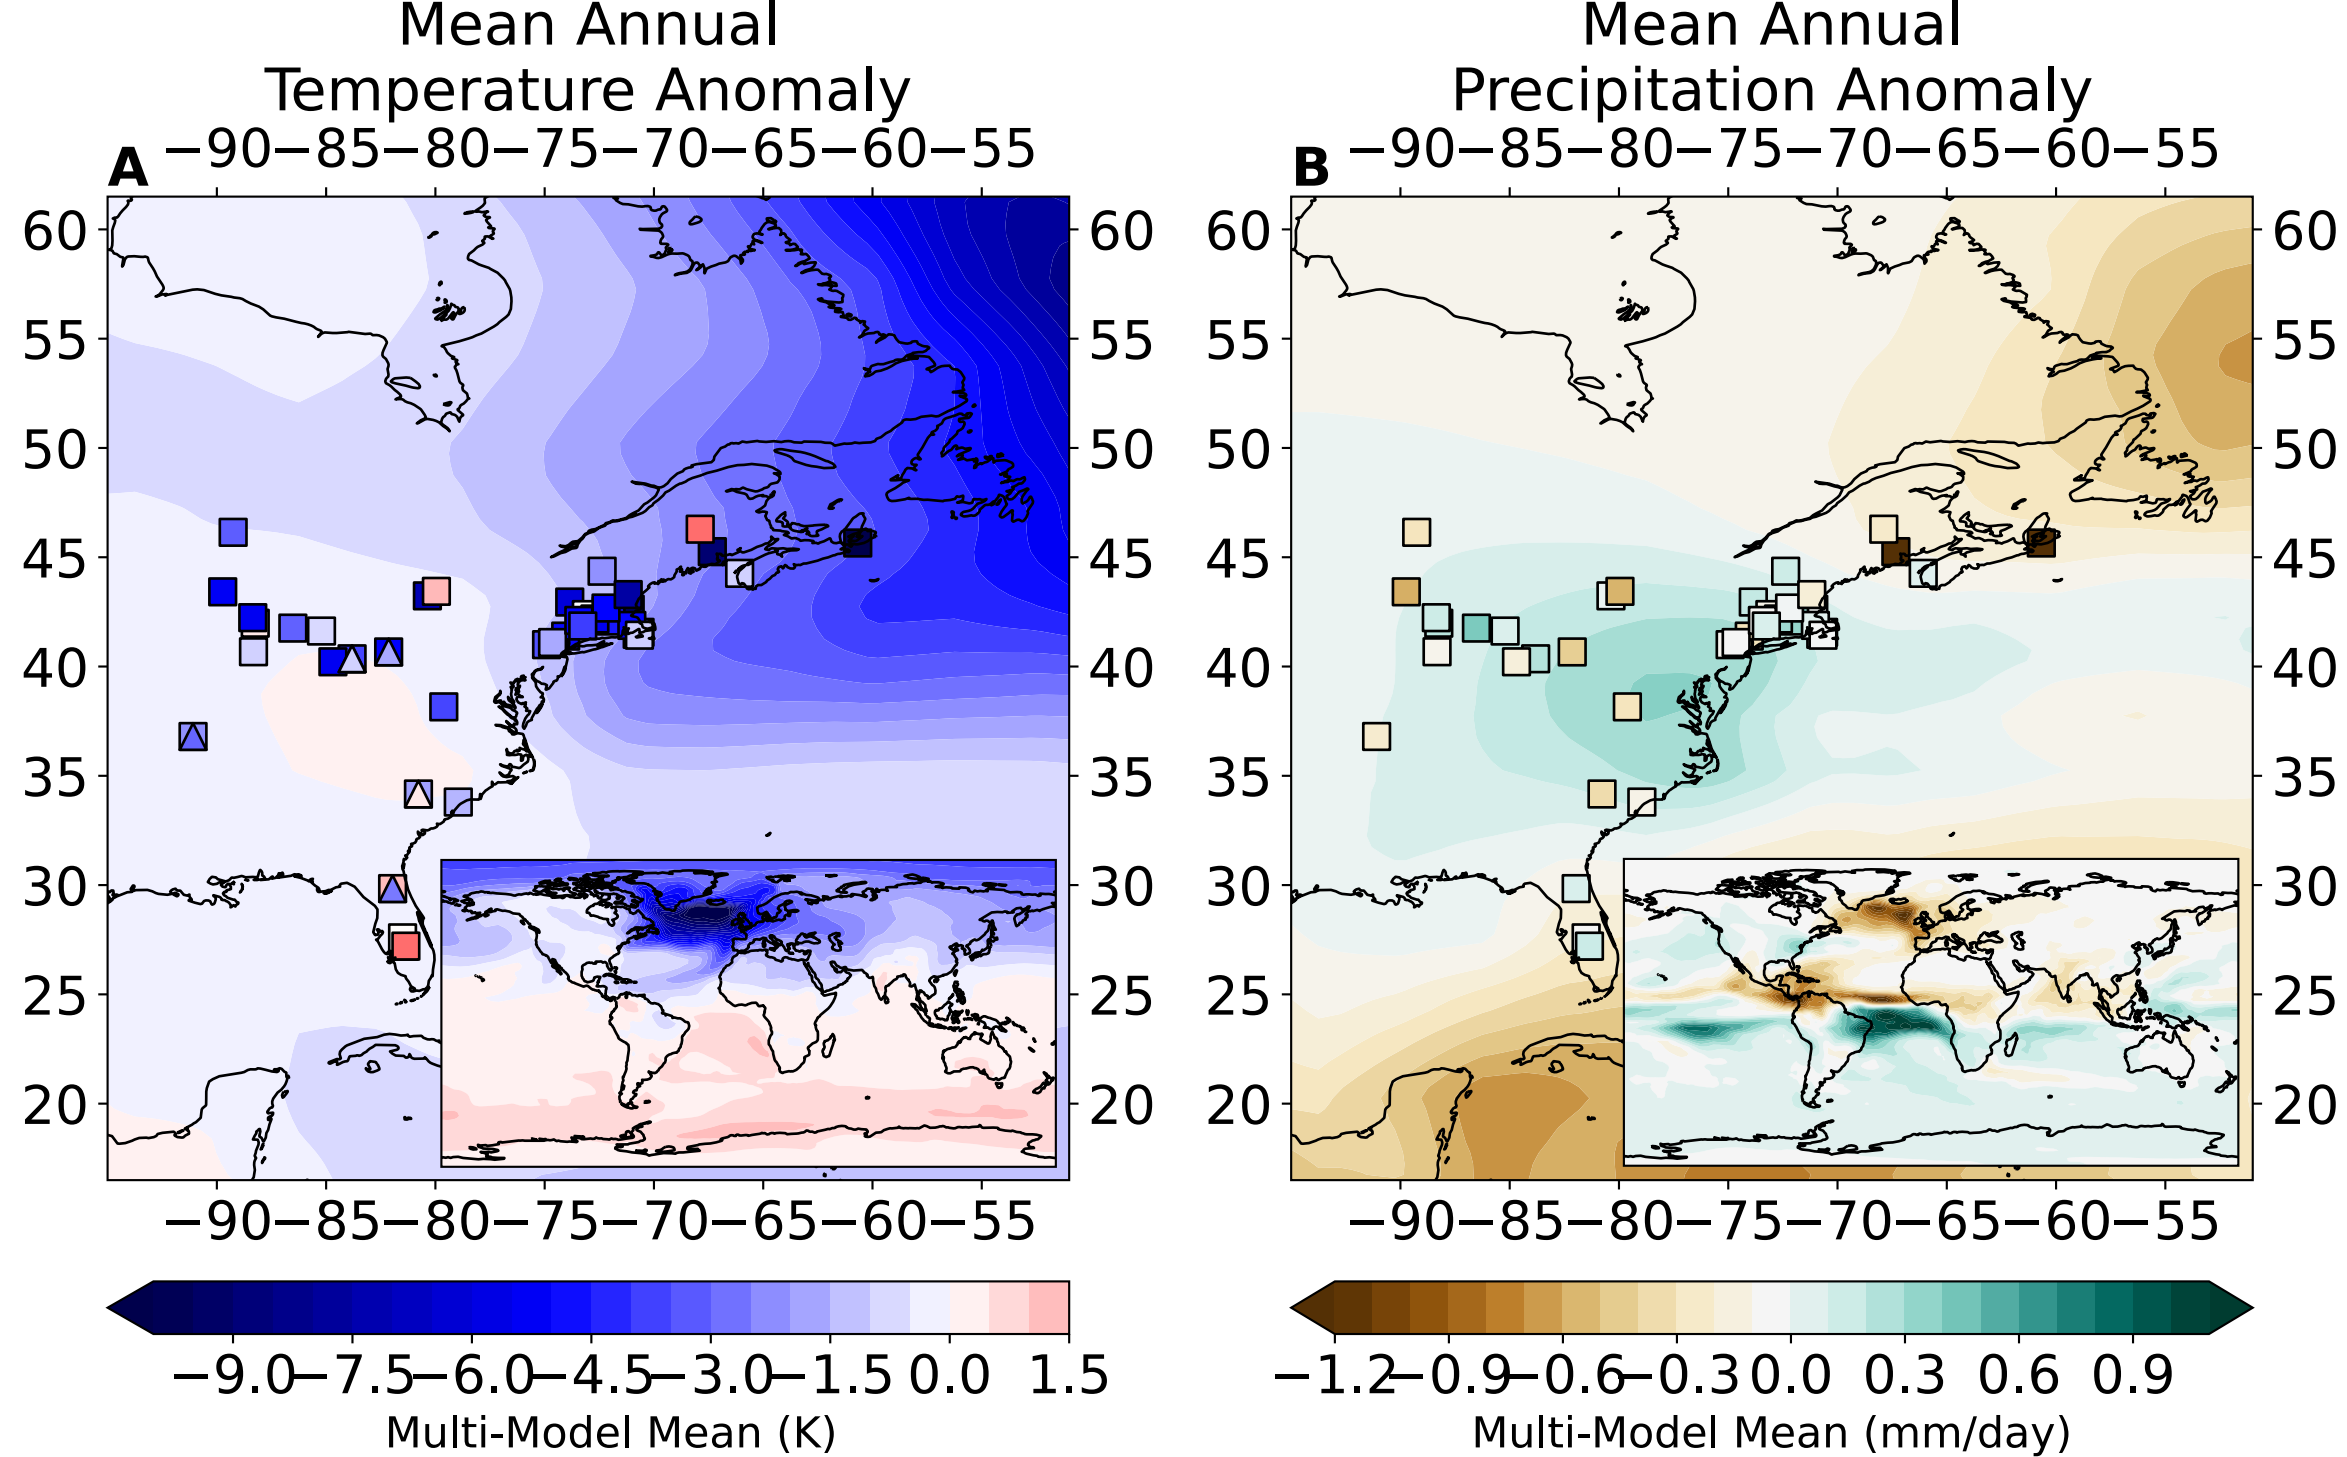 Mean Annual
Temperature Anomaly
A
−90 −85 −80 −75 −70 −65 −60 −55
60 60
55 55
50 50
45 45
40 40
35 35
30 30
25 25
20 20
−90 −85 −80 −75 −70 −65 −60 −55
−9.0 −7.5 −6.0 −4.5 −3.0 −1.5 0.0 1.5
Multi-Model Mean (K)
Mean Annual
Precipitation Anomaly
B
−90 −85 −80 −75 −70 −65 −60 −55
60 60
55 55
50 50
45 45
40 40
35 35
30 30
25 25
20 20
−90 −85 −80 −75 −70 −65 −60 −55
−1.2 −0.9 −0.6 −0.3 0.0 0.3 0.6 0.9
Multi-Model Mean (mm/day)